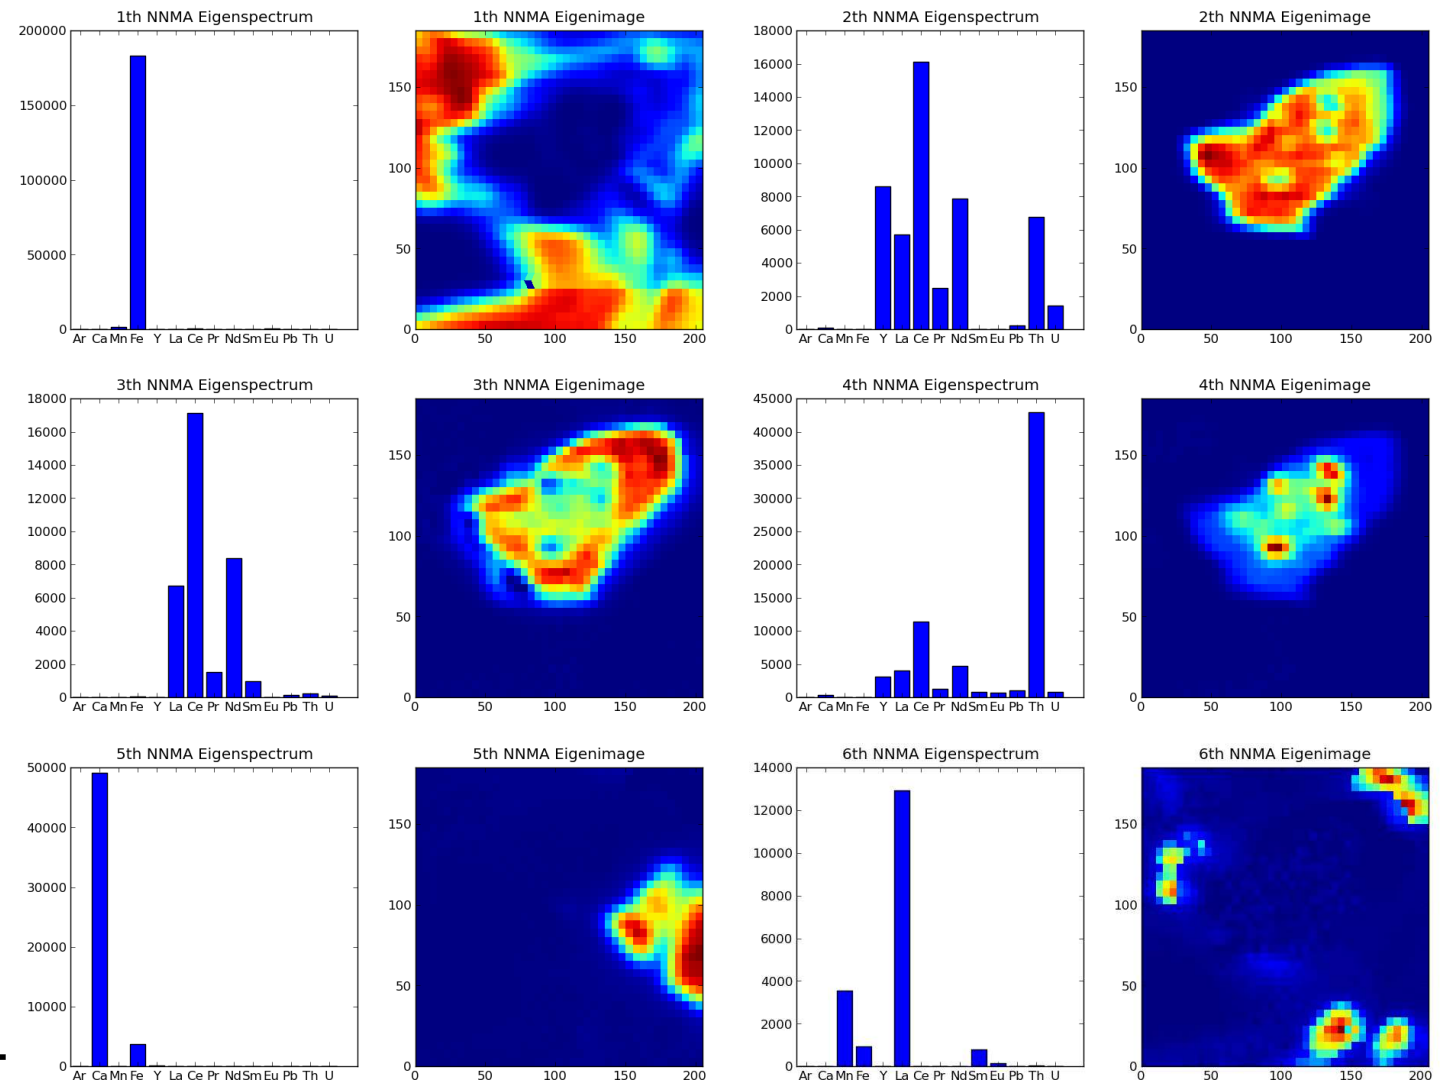 1th NNMA Eigenspectrum 1th NNMA Eigenimage 2th NNMA Eigenspectrum 2th NNMA Eigenimage
200000 18000
150 16000 150
150000 14000
12000
100000 100 10000 100
8000
50000 50 6000 50
4000
2000
0 0 0 0
Ar Ca Mn Fe Y La Ce Pr Nd Sm Eu Pb Th U 0 50 100 150 200 Ar Ca Mn Fe Y La Ce Pr Nd Sm Eu Pb Th U 0 50 100 150 200
3th NNMA Eigenspectrum 3th NNMA Eigenimage 4th NNMA Eigenspectrum 4th NNMA Eigenimage
18000 45000
16000 150 40000 150
14000 35000
12000 30000
10000 100 25000 100
8000 20000
6000 50 15000 50
4000 10000
2000 5000
0 0 0 0
Ar Ca Mn Fe Y La Ce Pr Nd Sm Eu Pb Th U 0 50 100 150 200 Ar Ca Mn Fe Y La Ce Pr Nd Sm Eu Pb Th U 0 50 100 150 200
5th NNMA Eigenspectrum 5th NNMA Eigenimage 6th NNMA Eigenspectrum 6th NNMA Eigenimage
50000 14000
150 12000 150
40000 10000
30000 100 8000 100
20000 6000
50 4000 50
10000 2000
0 0 0 0
Ar Ca Mn Fe Y La Ce Pr Nd Sm Eu Pb Th U 0 50 100 150 200 Ar Ca Mn Fe Y La Ce Pr Nd Sm Eu Pb Th U 0 50 100 150 200